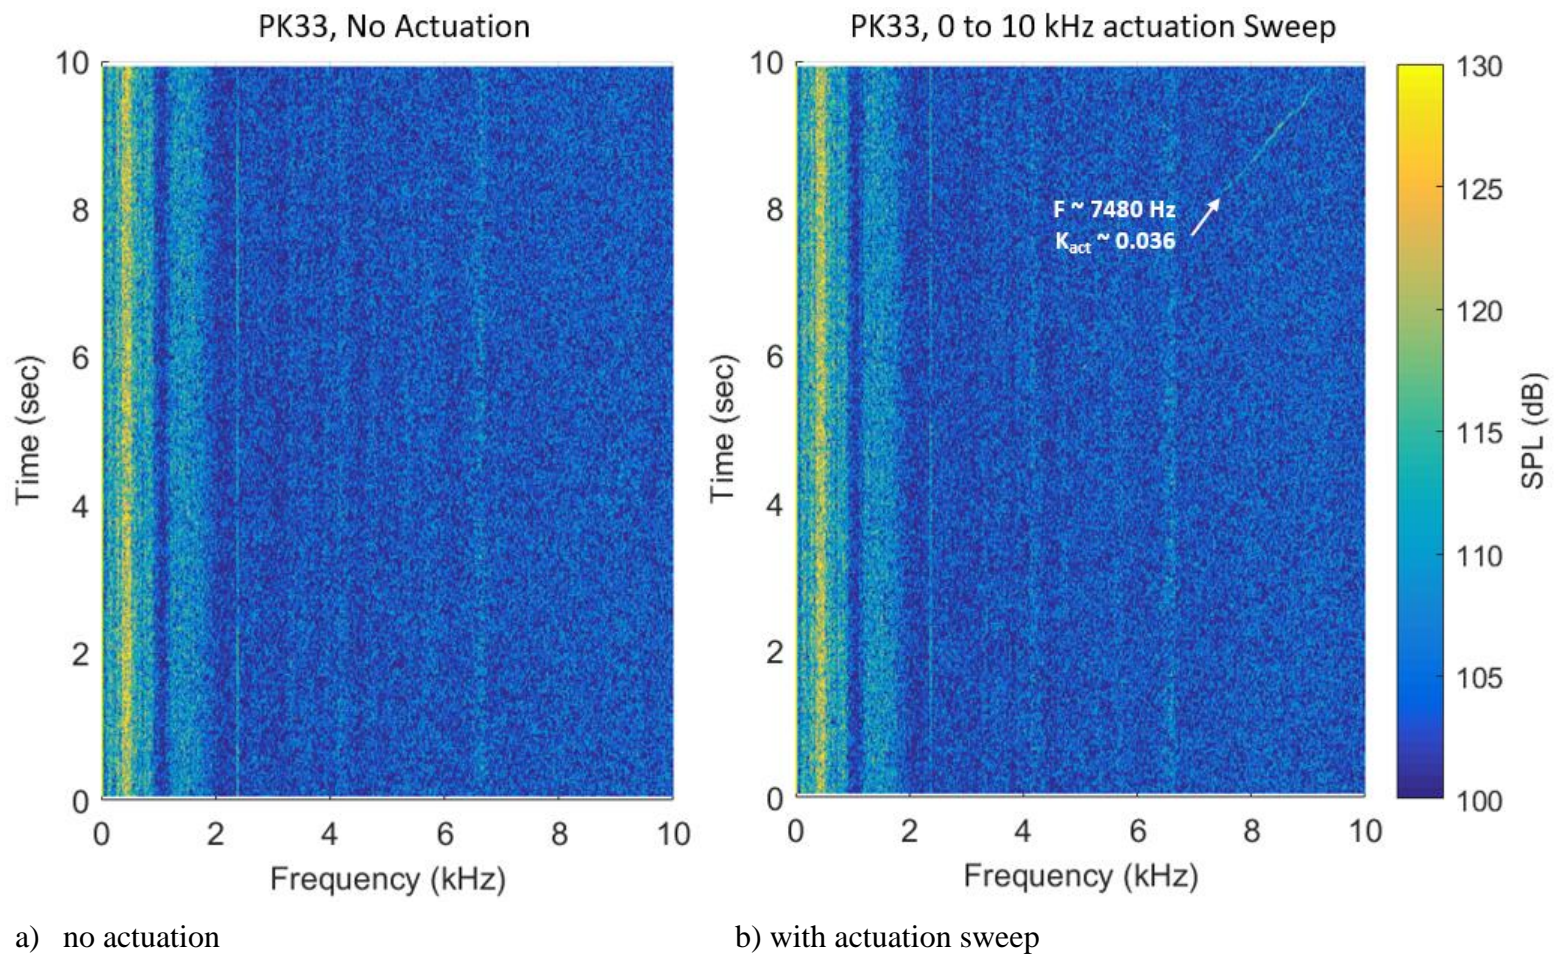 PK33, No Actuation
10
8
6
4
2
0
Time (sec)
0 2 4 6 8 10
Frequency (kHz)
PK33, 0 to 10 kHz actuation Sweep
10
8
6
4
2
0
Time (sec)
F ~ 7480 Hz
Kact ~ 0.036
0 2 4 6 8 10
Frequency (kHz)
130
125
120
115
110
105
100
SPL (dB)
a) no actuation
b) with actuation sweep